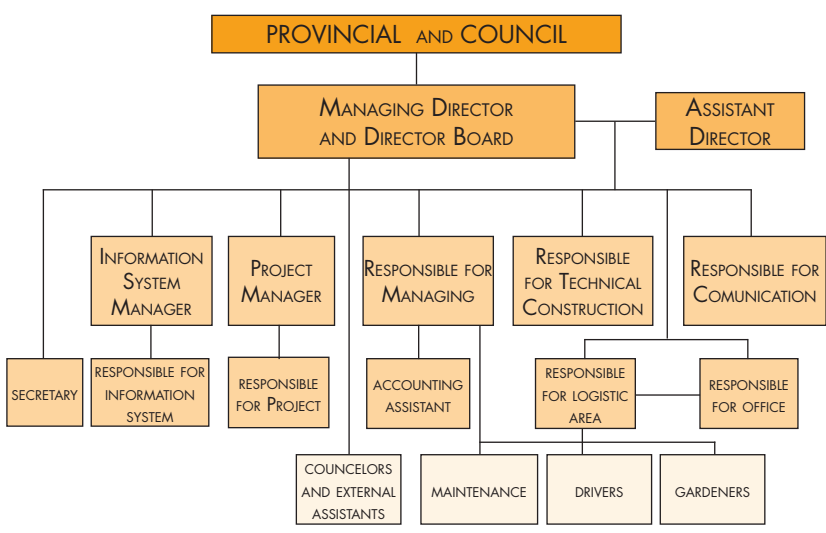 PROVINCIAL AND COUNCIL
MANAGING DIRECTOR
AND DIRECTOR BOARD
ASSISTANT
DIRECTOR
INFORMATION
SYSTEM
MANAGER
PROJECT
MANAGER
RESPONSIBLE FOR
MANAGING
RESPONSIBLE
FOR TECHNICAL
CONSTRUCTION
RESPONSIBLE FOR
COMUNICATION
SECRETARY
RESPONSIBLE FOR
INFORMATION
SYSTEM
RESPONSIBLE
FOR PROJECT
ACCOUNTING
ASSISTANT
RESPONSIBLE
FOR LOGISTIC
AREA
RESPONSIBLE
FOR OFFICE
COUNCELORS
AND EXTERNAL
ASSISTANTS
MAINTENANCE
DRIVERS
GARDENERS